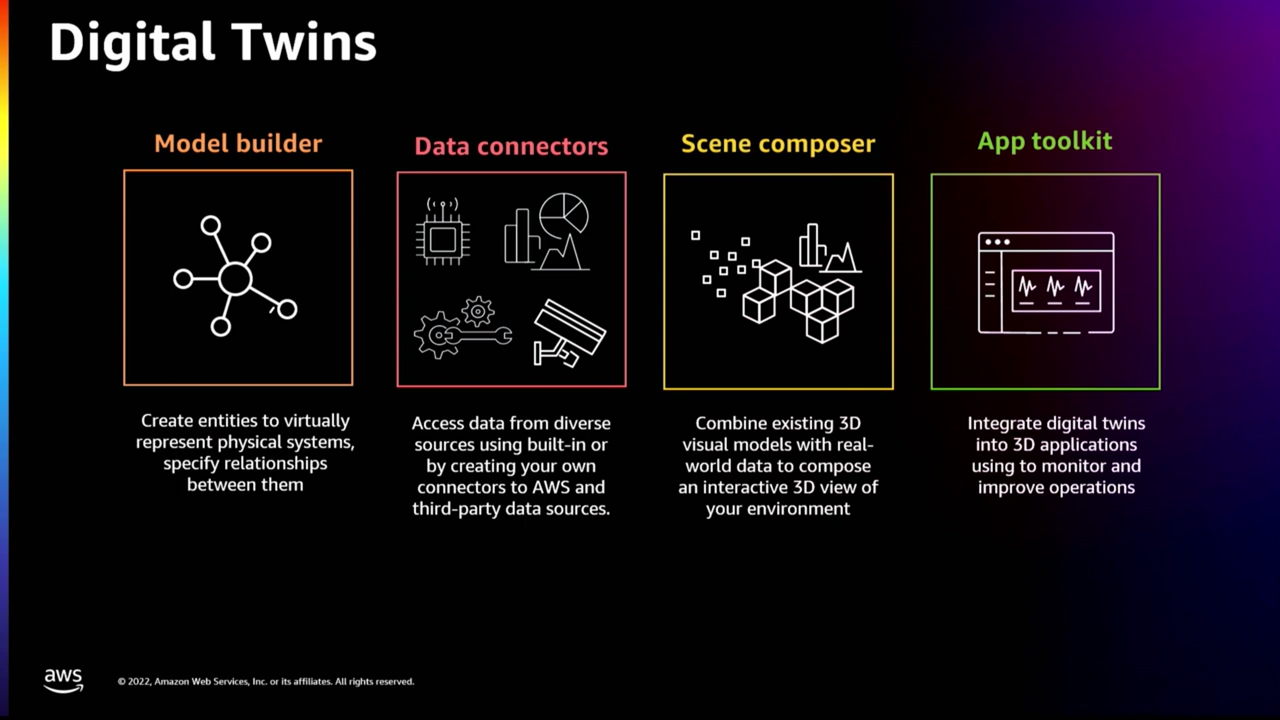 Digital Twins
Model builder
Create entities to virtually
represent physical systems,
specify relationships
between them
Data connectors
Access data from diverse
sources using built-in or
by creating your own
connectors to AWS and
third-party data sources.
Scene composer
Combine existing 3D
visual models with real-
world data to compose
an interactive 3D view of
your environment
App toolkit
Integrate digital twins
into 3D applications
using to monitor and
improve operations
aws
© 2022, Amazon Web Services, Inc. or its affiliates. All rights reserved.